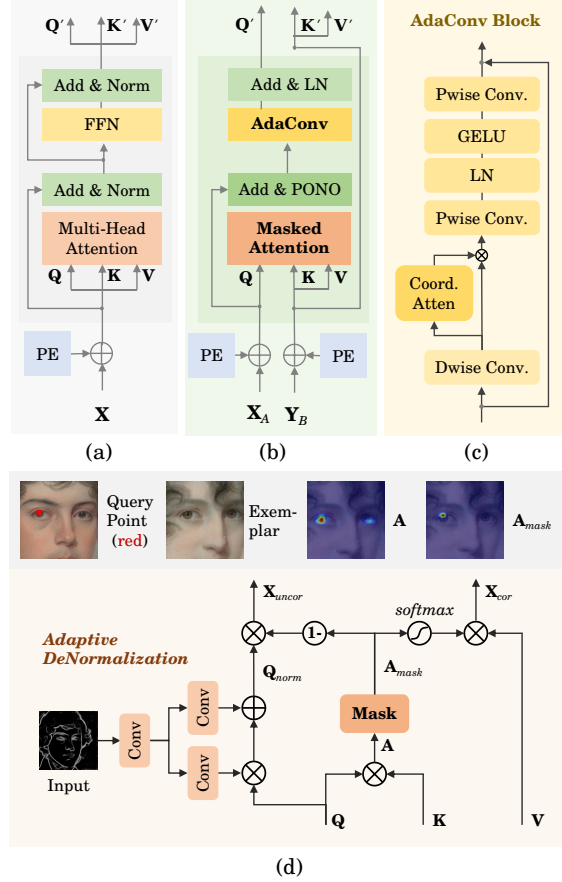 Q′ K′ V′
Add & Norm
FFN
Add & Norm
Multi-Head
Attention
Q K V
PE
X
(a)
Q′ K′ V′
Add & LN
AdaConv
Add & PONO
Masked
Attention
Q K V
PE PE
X_A Y_B
(b)
AdaConv Block
Pwise Conv.
GELU
LN
Pwise Conv.
Coord.
Atten
Dwise Conv.
(c)
Query
Point
(red)
Exem-
plar
A
A_mask
X_uncor
softmax
X_cor
Adaptive
DeNormalization
1-
A_mask
Q_norm
Conv
Conv
Conv
Mask
A
Input
Q K V
(d)